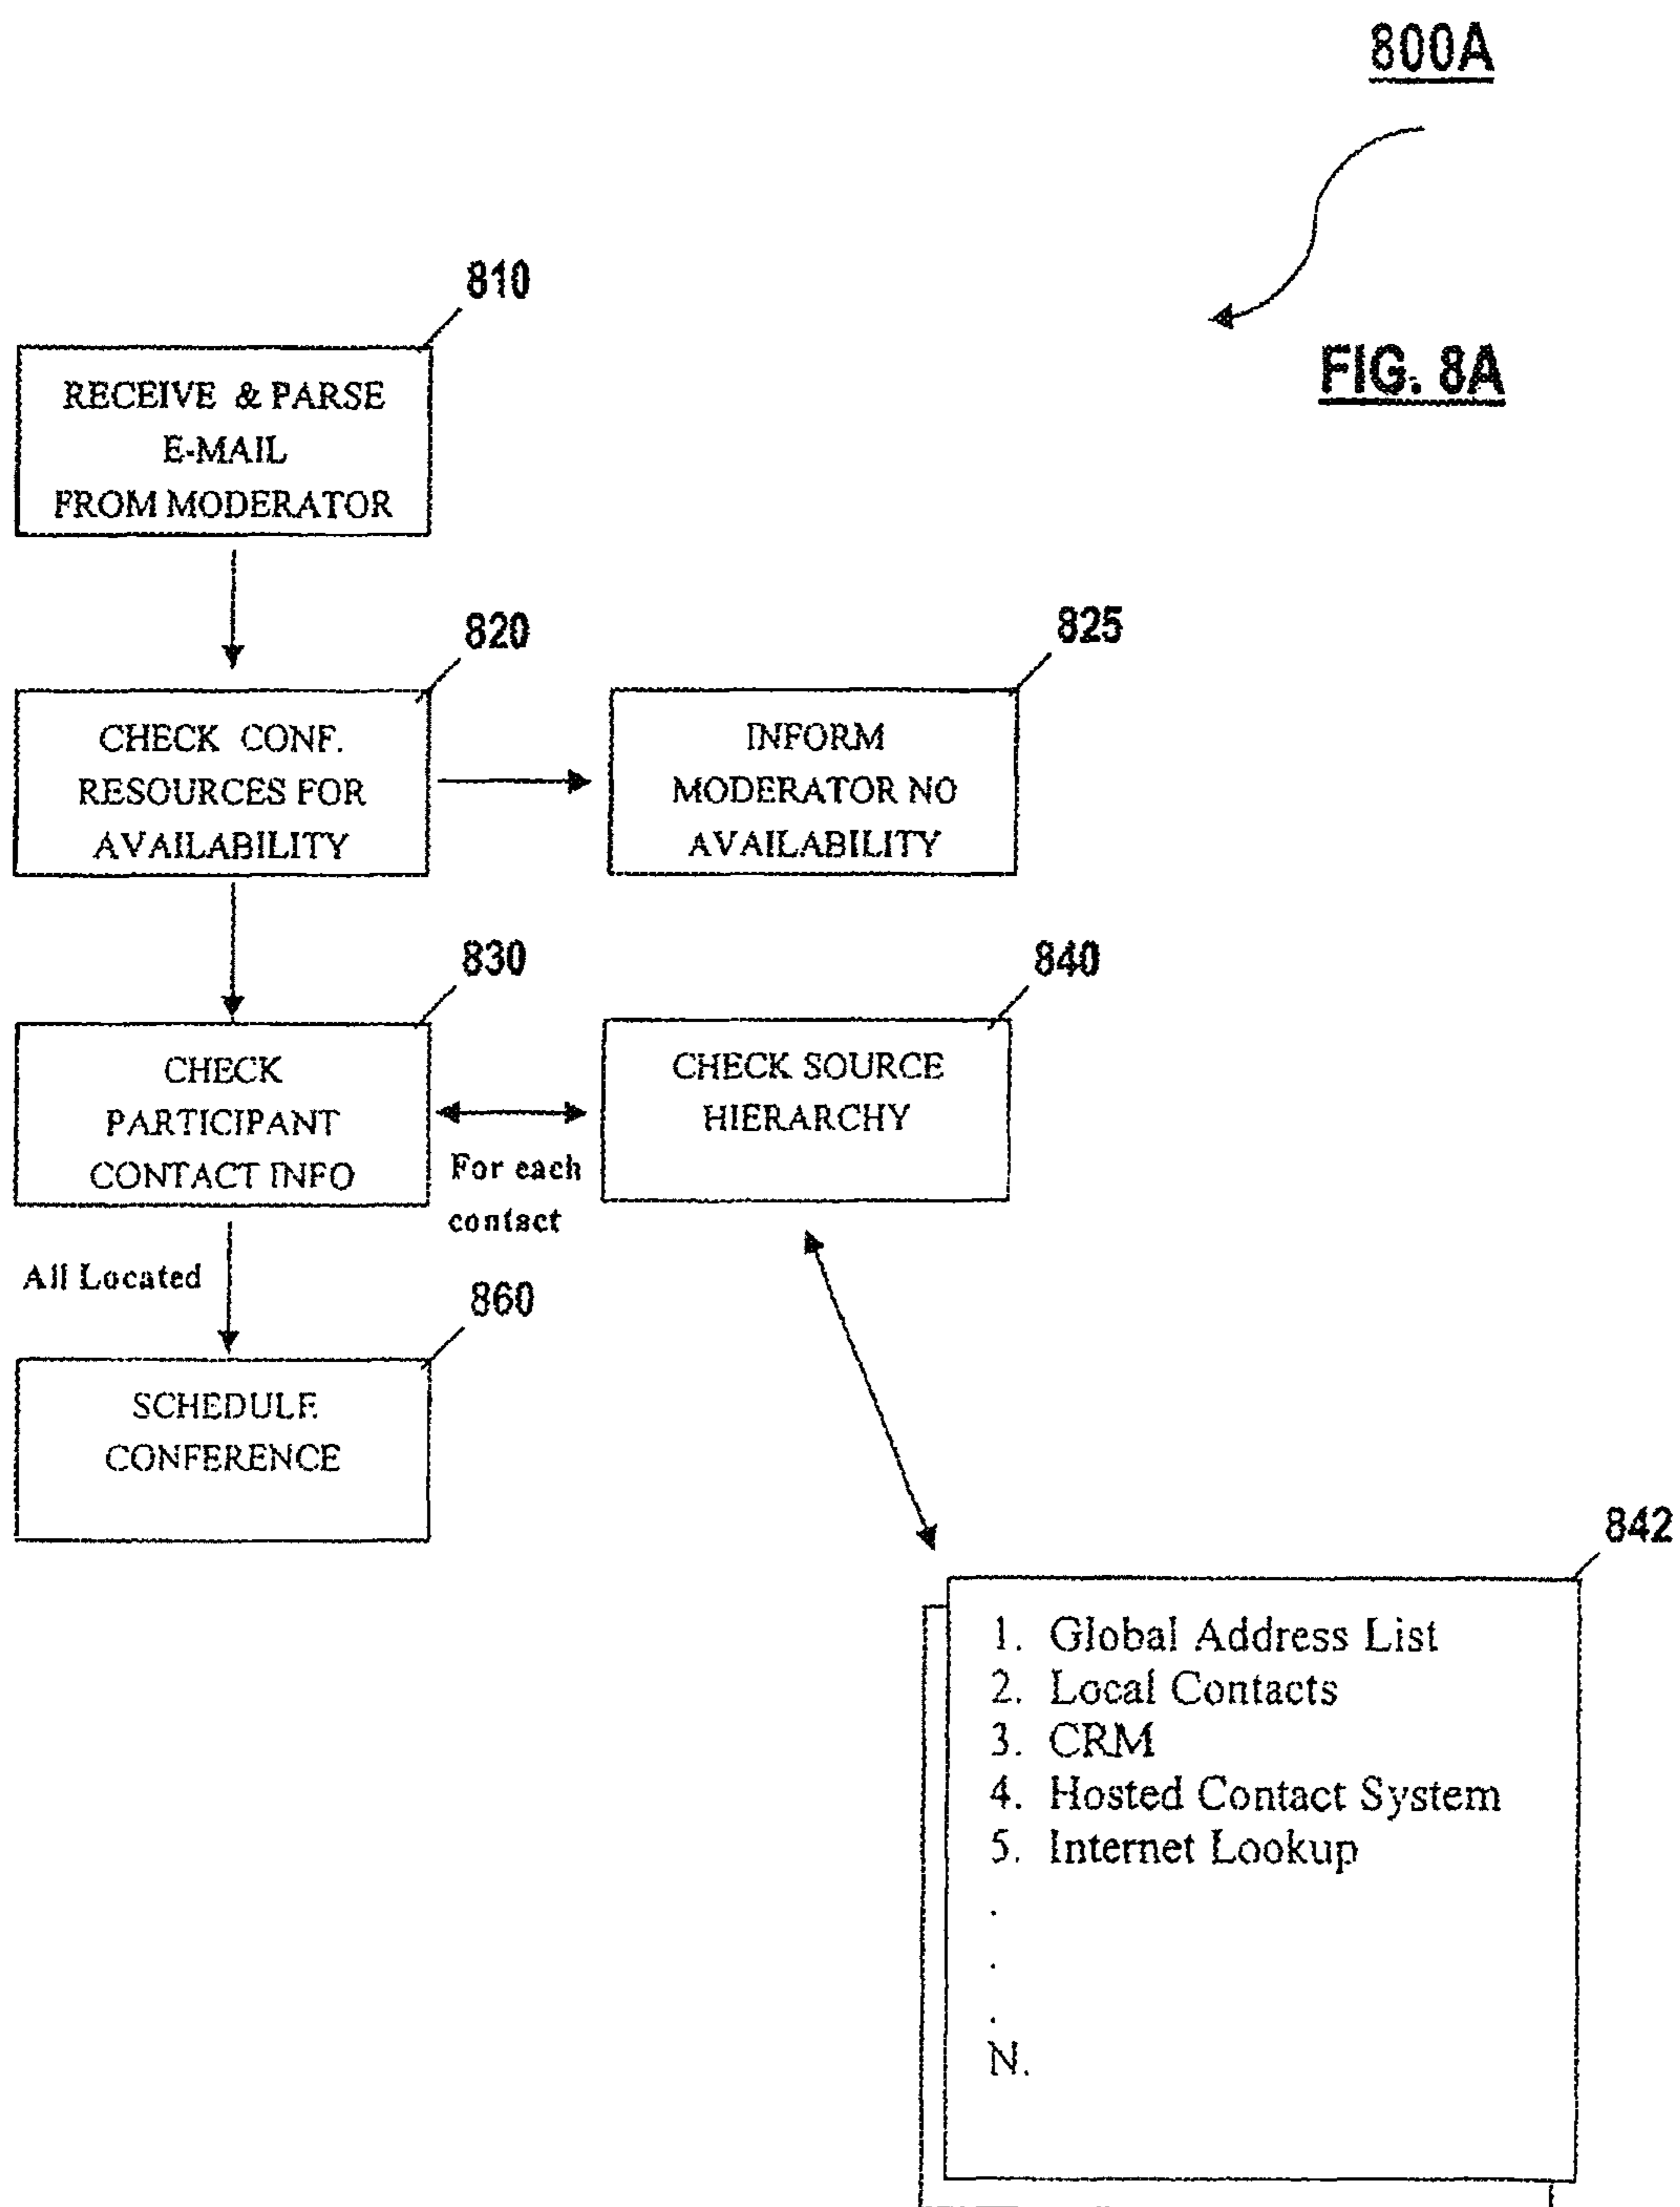 800A
FIG. 8A
810
RECEIVE & PARSE
E-MAIL
FROM MODERATOR
820
CHECK CONF.
RESOURCES FOR
AVAILABILITY
825
INFORM
MODERATOR NO
AVAILABILITY
830
CHECK
PARTICIPANT
CONTACT INFO
For each
contact
840
CHECK SOURCE
HIERARCHY
All Located
860
SCHEDULE
CONFERENCE
842
1. Global Address List
2. Local Contacts
3. CRM
4. Hosted Contact System
5. Internet Lookup
.
.
.
N.